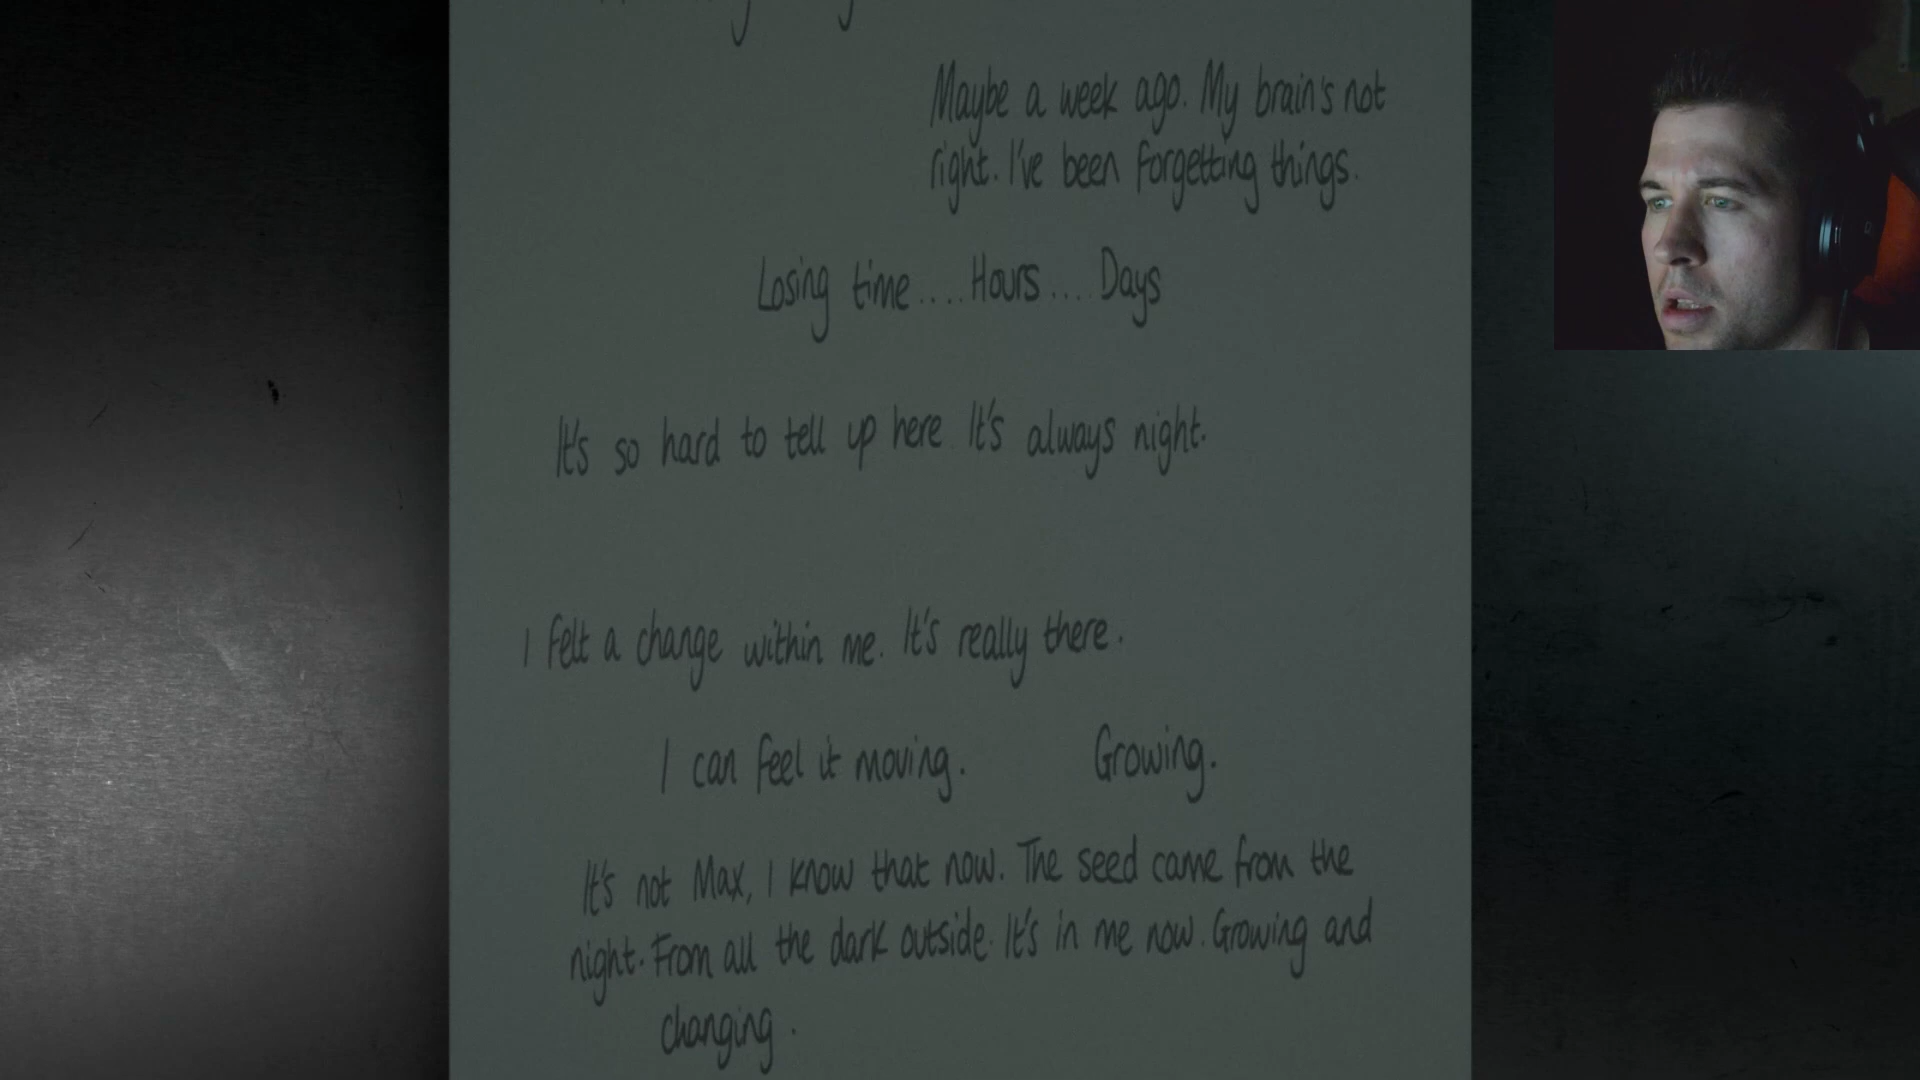 Maybe a week ago. My brain's not
right. I've been forgetting things.
Losing time.... Hours.... Days
It's so hard to tell up here. It's always night.
I felt a change within me. It's really there.
I can feel it moving. Growing.
It's not Max, I know that now. The seed came from the
night. From all the dark outside. It's in me now. Growing and
changing.